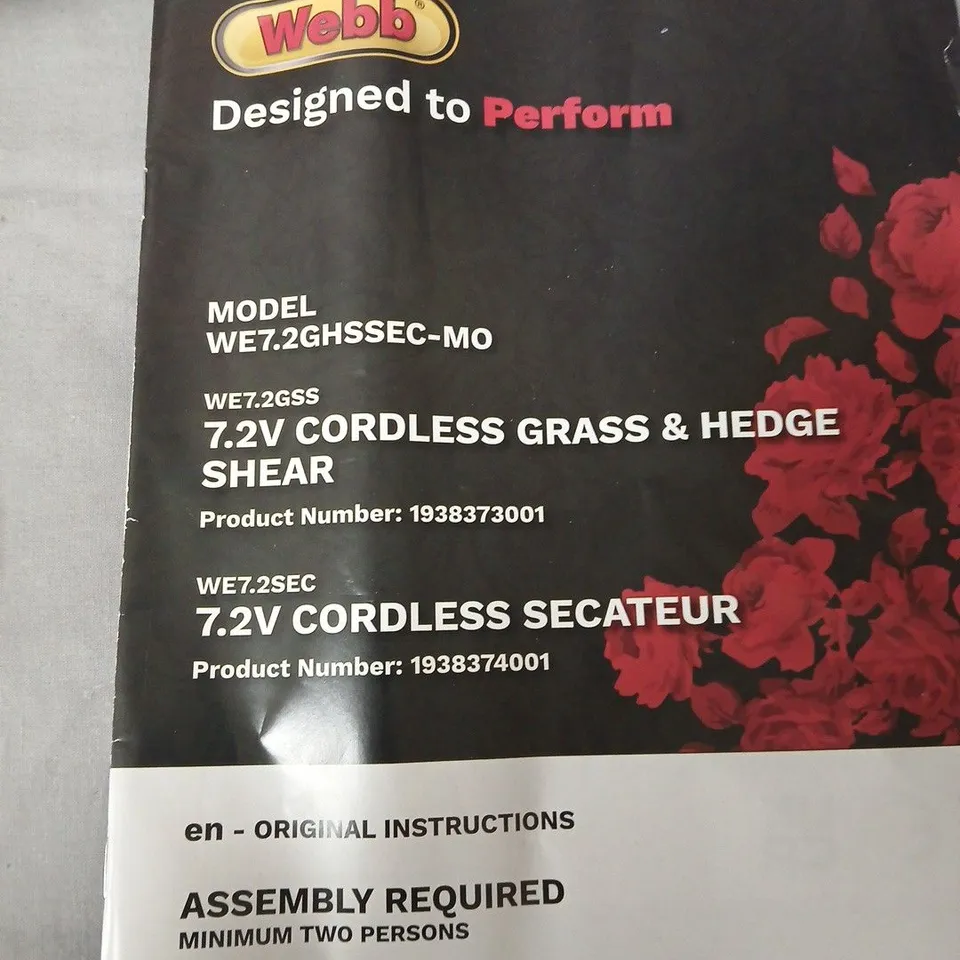 Webb®
Designed to Perform
MODEL
WE7.2GHSSEC-MO
WE7.2GSS
7.2V CORDLESS GRASS & HEDGE
SHEAR
Product Number: 1938373001
WE7.2SEC
7.2V CORDLESS SECATEUR
Product Number: 1938374001
en - ORIGINAL INSTRUCTIONS
ASSEMBLY REQUIRED
MINIMUM TWO PERSONS